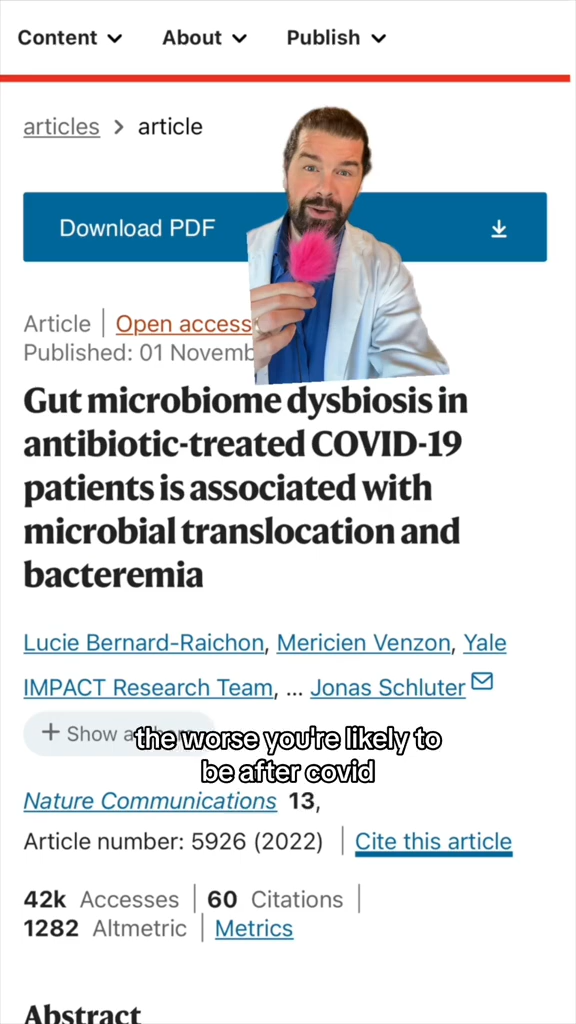 Content About Publish
articles > article
Download PDF
Article | Open access
Published: 01 Novemb
Gut microbiome dysbiosis in
antibiotic-treated COVID-19
patients is associated with
microbial translocation and
bacteremia
Lucie Bernard-Raichon, Mericien Venzon, Yale
IMPACT Research Team, ... Jonas Schluter
+ Show a
the worse you're likely to
be after covid
Nature Communications 13,
Article number: 5926 (2022) | Cite this article
42k Accesses | 60 Citations |
1282 Altmetric | Metrics
Abstract